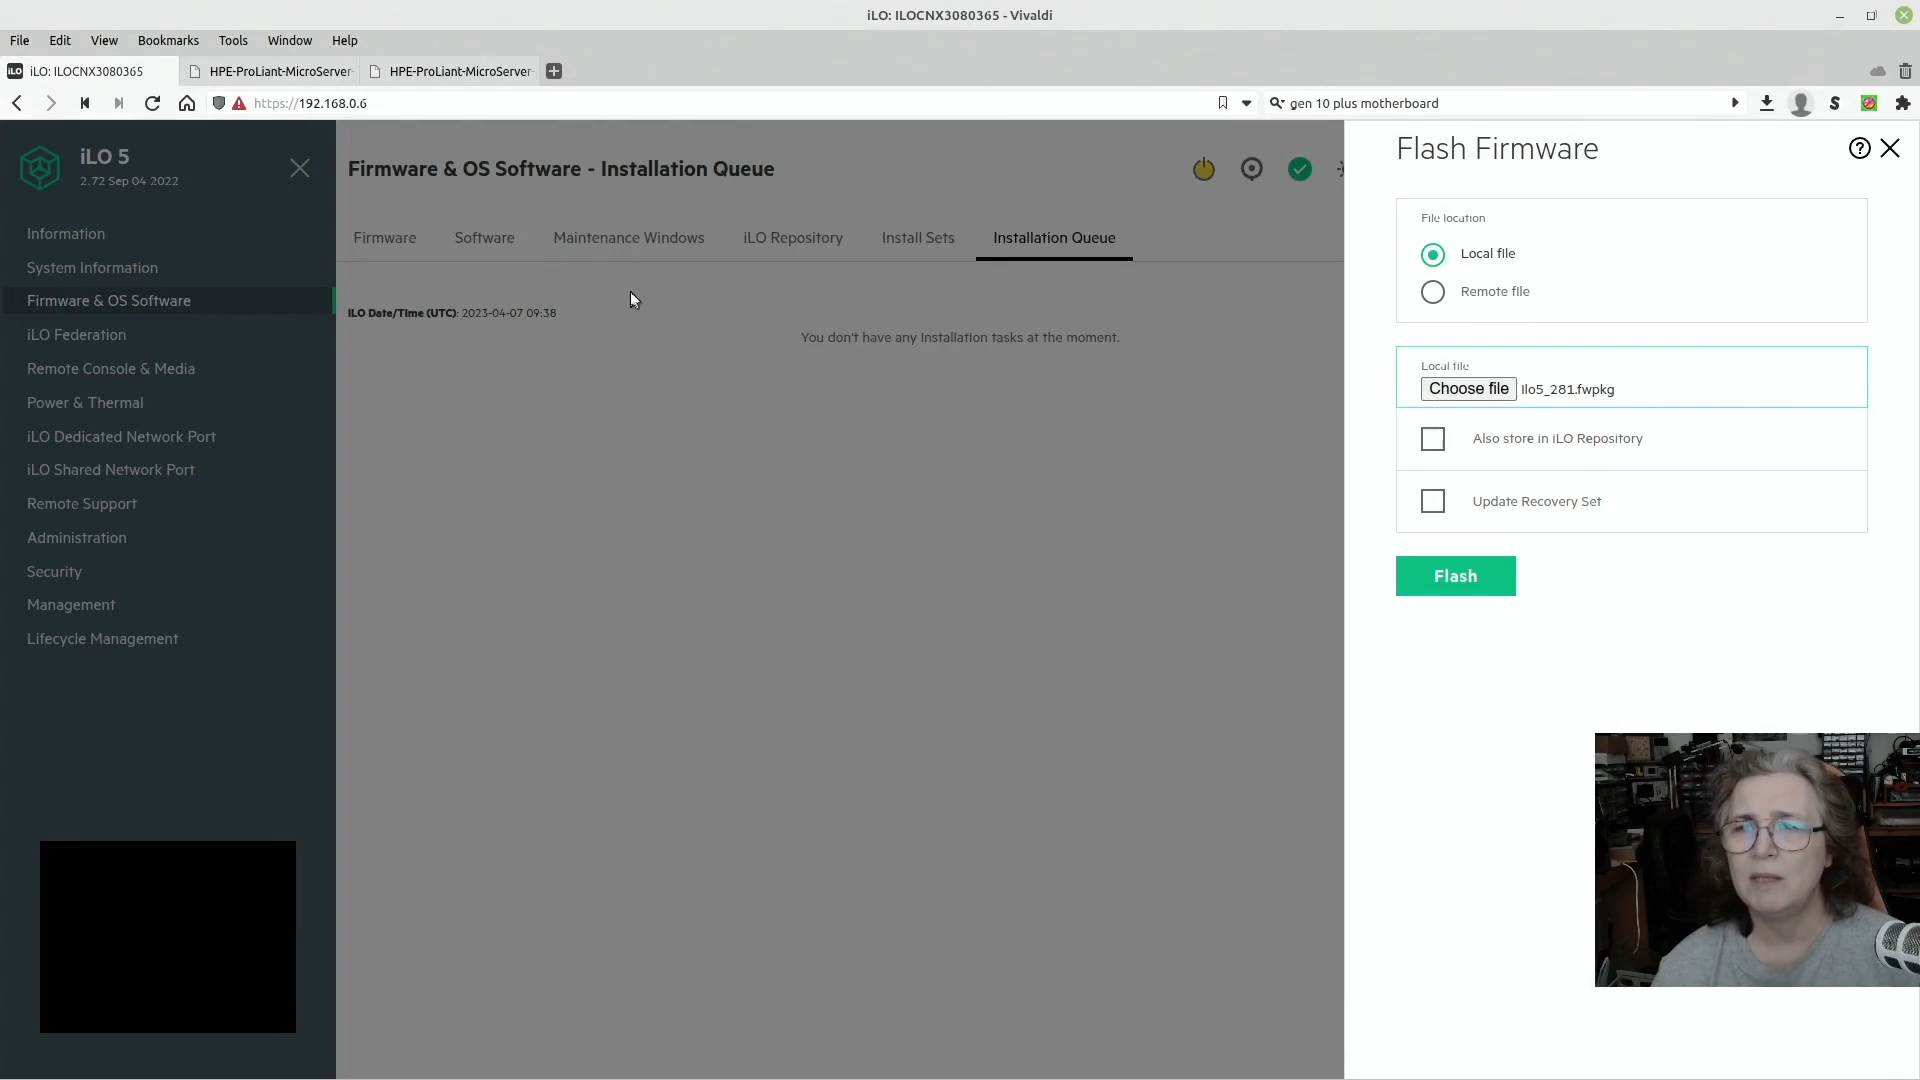 iLO: ILOCNX3080365 - Vivaldi
File Edit View Bookmarks Tools Window Help
iLO iLO: ILOCNX3080365 HPE-ProLiant-MicroServer- HPE-ProLiant-MicroServer-
https://192.168.0.6 gen 10 plus motherboard S
iLO 5
2.72 Sep 04 2022
Information
System Information
Firmware & OS Software
iLO Federation
Remote Console & Media
Power & Thermal
iLO Dedicated Network Port
iLO Shared Network Port
Remote Support
Administration
Security
Management
Lifecycle Management
Firmware & OS Software - Installation Queue
Firmware Software Maintenance Windows iLO Repository Install Sets Installation Queue
iLO Date/Time (UTC): 2023-04-07 09:38
You don't have any installation tasks at the moment.
Flash Firmware
File location
Local file
Remote file
Local file
Choose file ilo5_281.fwpkg
Also store in iLO Repository
Update Recovery Set
Flash